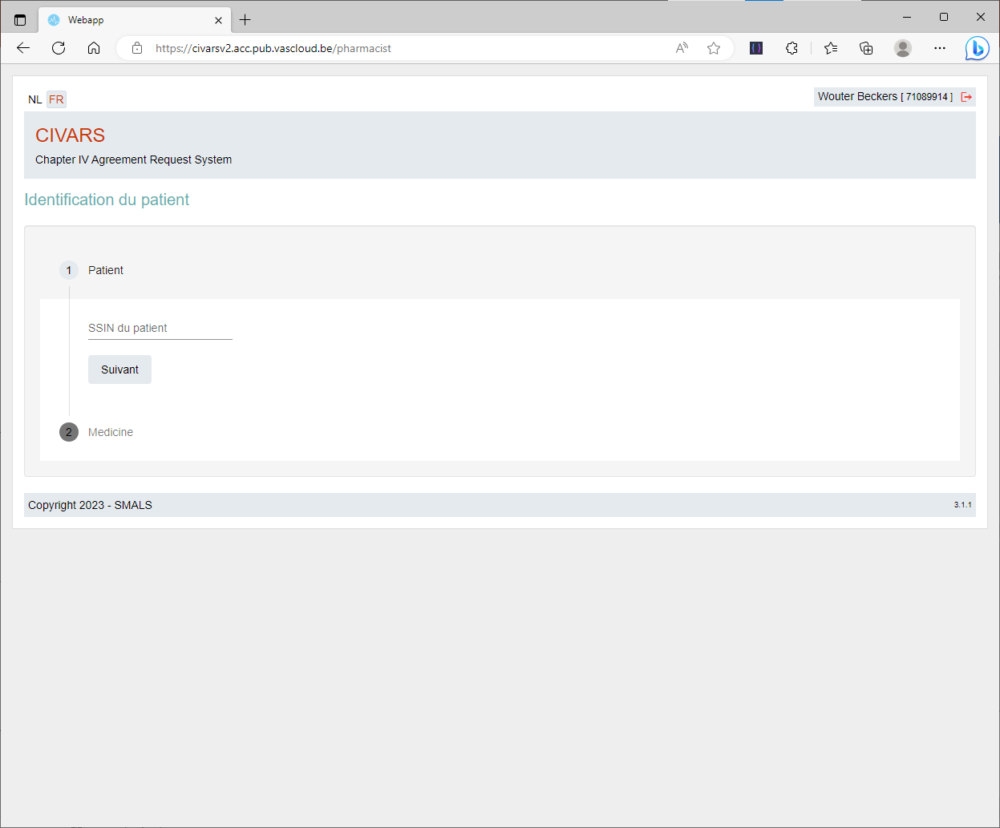 Webapp
https://civarsv2.acc.pub.vascloud.be/pharmacist
NL FR
Wouter Beckers [ 71089914 ]
CIVARS
Chapter IV Agreement Request System
Identification du patient
1 Patient
SSIN du patient
Suivant
2 Medicine
Copyright 2023 - SMALS
3.1.1